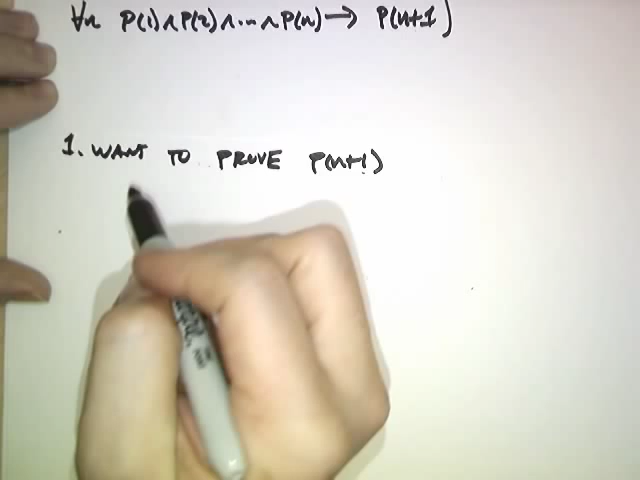 ∀n P(1)∧P(2)∧...∧P(n)→ P(n+1)
1. WANT TO PROVE P(n+1)